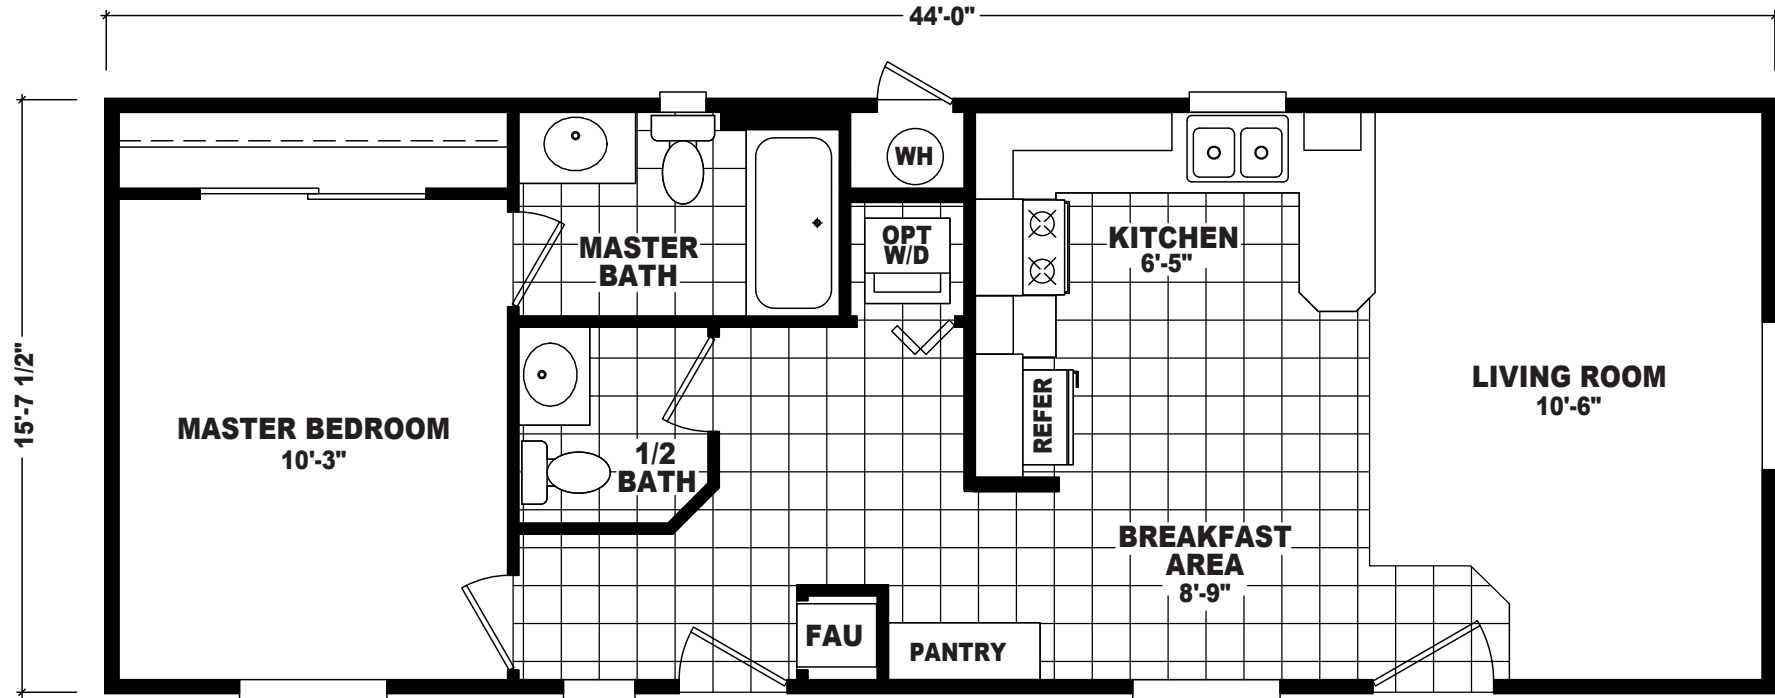 44'-0"
15'-7 1/2"
WH
OPT
W/D
KITCHEN
6'-5"
MASTER
BATH
LIVING ROOM
10'-6"
REFER
MASTER BEDROOM
10'-3"
1/2
BATH
BREAKFAST
AREA
8'-9"
FAU
PANTRY